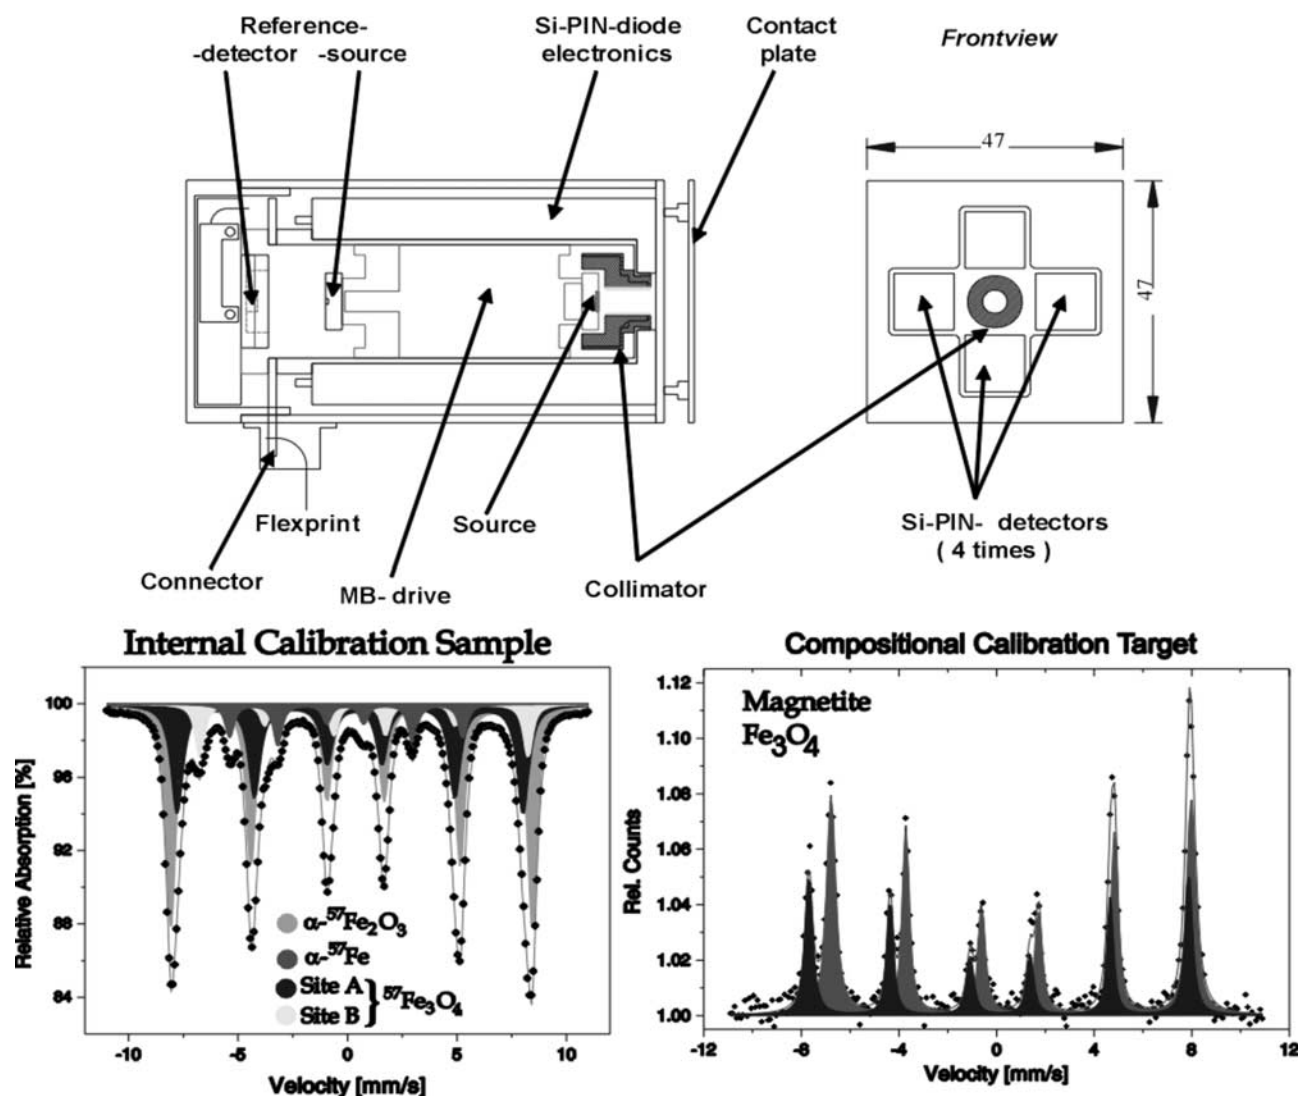 Reference-
-detector -source
Si-PIN-diode
electronics
Contact
plate
Frontview
47
47
Connector
Flexprint
MB- drive
Source
Collimator
Si-PIN- detectors
( 4 times )
Internal Calibration Sample
Relative Absorption [%]
100
96
92
88
84
α-⁵⁷Fe₂O₃
α-⁵⁷Fe
Site A
Site B
} ⁵⁷Fe₃O₄
-10 -5 0 5 10
Velocity [mm/s]
Compositional Calibration Target
Magnetite
Fe₃O₄
Rel. Counts
1.12
1.10
1.08
1.06
1.04
1.02
1.00
-12 -8 -4 0 4 8 12
Velocity [mm/s]